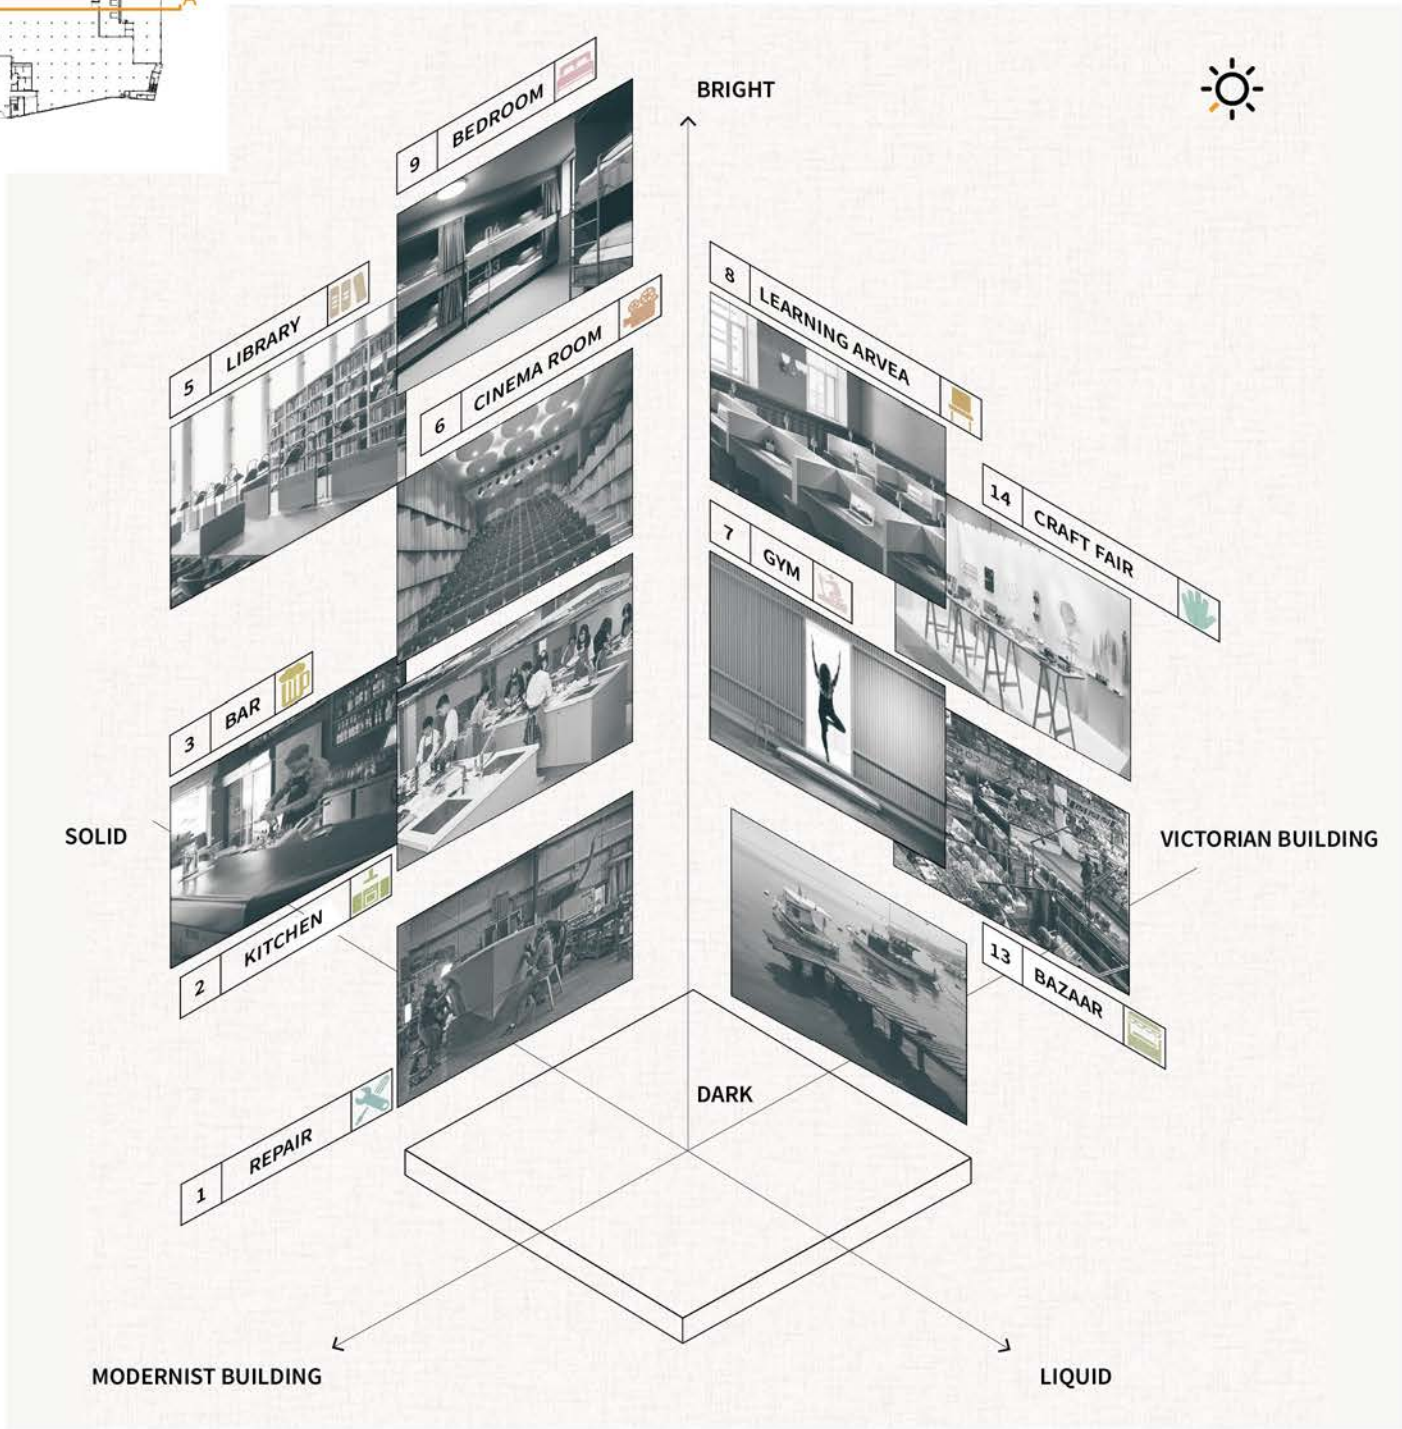 A
BRIGHT
9 BEDROOM
5 LIBRARY
6 CINEMA ROOM
8 LEARNING ARVEA
14 CRAFT FAIR
7 GYM
3 BAR
SOLID
VICTORIAN BUILDING
2 KITCHEN
13 BAZAAR
DARK
1 REPAIR
MODERNIST BUILDING
LIQUID